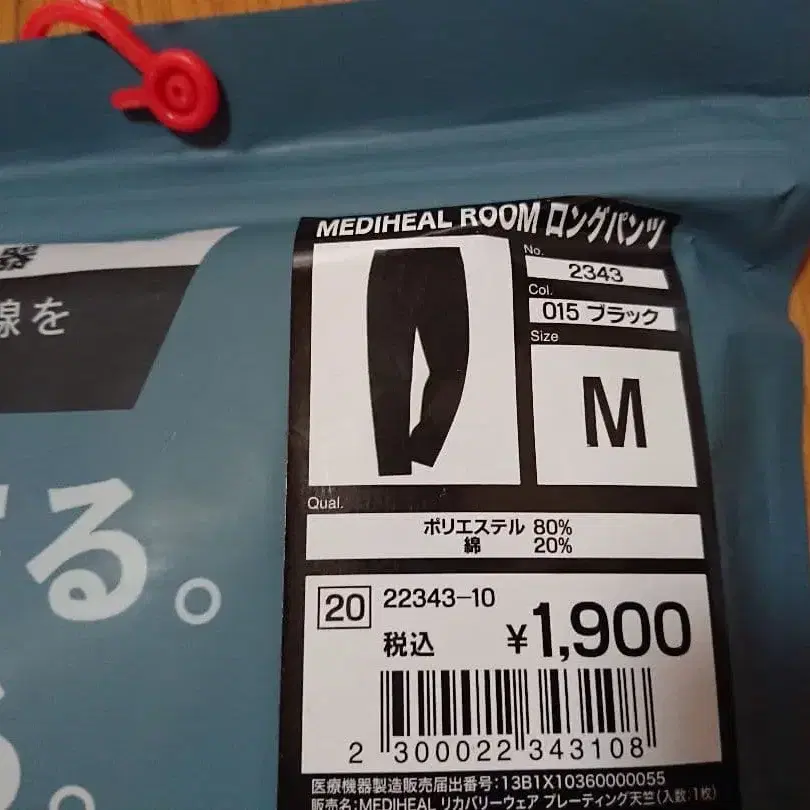 器
線を
る。
る。
MEDIHEAL ROOM ロングパンツ
No.
2343
Col.
015 ブラック
Size
M
Qual.
ポリエステル 80%
綿 20%
20 22343-10
税込 ¥1,900
2 300022 343108
医療機器製造販売届出番号:13B1X10360000055
販売名:MEDIHEAL リカバリーウェア プレーティング天竺(入数:1枚)